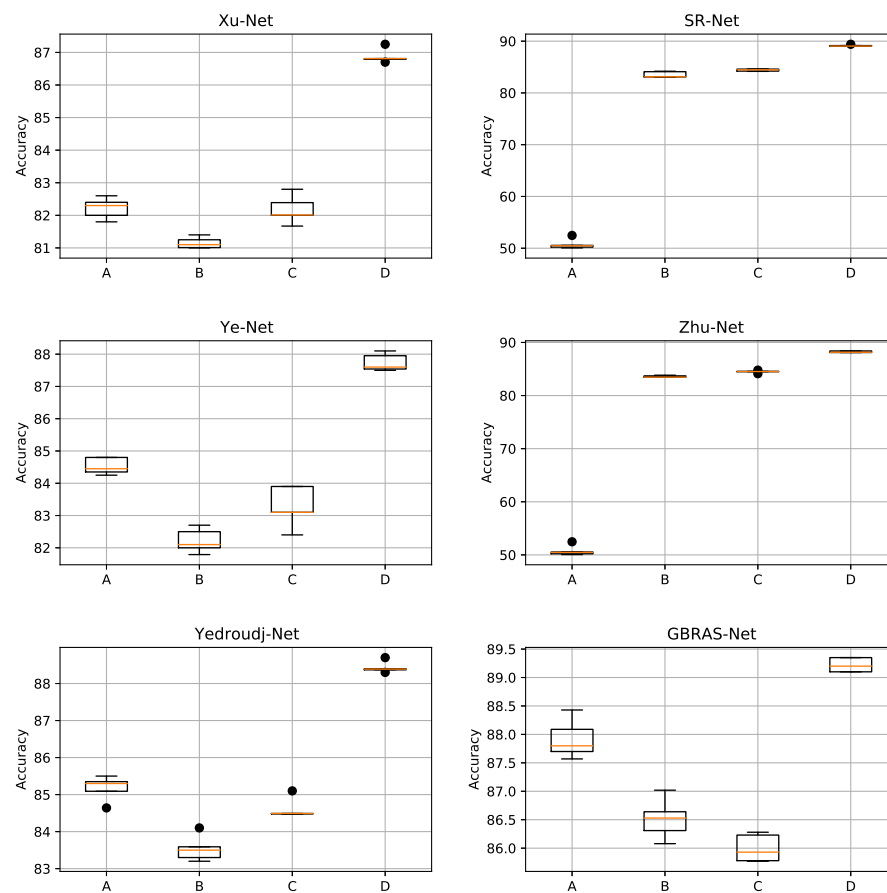 Xu-Net
87
86
85
84
83
82
81
Accuracy
A B C D
SR-Net
90
80
70
60
50
Accuracy
A B C D
Ye-Net
88
87
86
85
84
83
82
Accuracy
A B C D
Zhu-Net
90
80
70
60
50
Accuracy
A B C D
Yedroudj-Net
88
87
86
85
84
83
Accuracy
A B C D
GBRAS-Net
89.5
89.0
88.5
88.0
87.5
87.0
86.5
86.0
Accuracy
A B C D